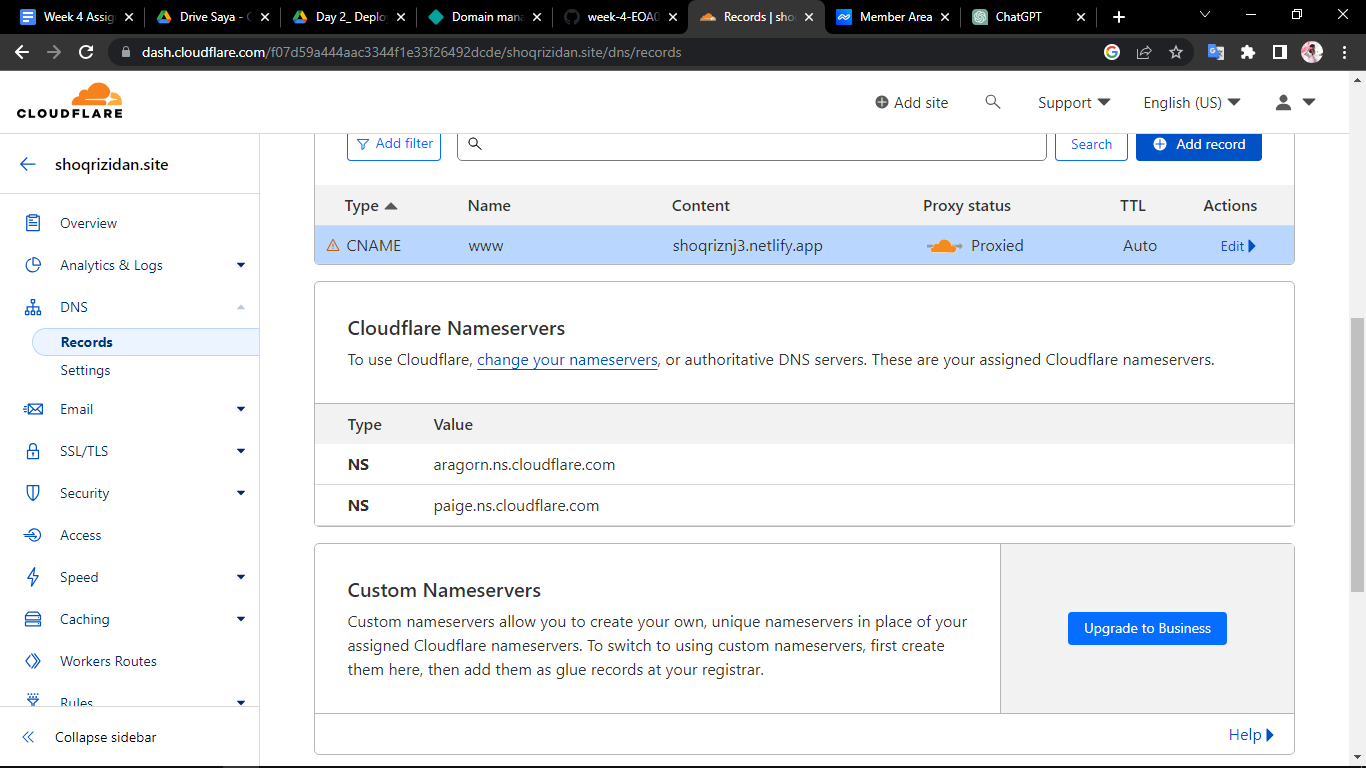 Week 4 Assig
Drive Saya - G
Day 2_ Deploy
Domain mana
week-4-EOA0
Records | sho
Member Area
ChatGPT
dash.cloudflare.com/f07d59a444aac3344f1e33f26492dcde/shoqrizidan.site/dns/records
CLOUDFLARE
Add site
Support
English (US)
shoqrizidan.site
Overview
Analytics & Logs
DNS
Records
Settings
Email
SSL/TLS
Security
Access
Speed
Caching
Workers Routes
Rules
Collapse sidebar
Add filter
Search
Add record
Type Name Content Proxy status TTL Actions
CNAME www shoqriznj3.netlify.app Proxied Auto Edit
Cloudflare Nameservers
To use Cloudflare, change your nameservers, or authoritative DNS servers. These are your assigned Cloudflare nameservers.
Type Value
NS aragorn.ns.cloudflare.com
NS paige.ns.cloudflare.com
Custom Nameservers
Custom nameservers allow you to create your own, unique nameservers in place of your
assigned Cloudflare nameservers. To switch to using custom nameservers, first create
them here, then add them as glue records at your registrar.
Upgrade to Business
Help